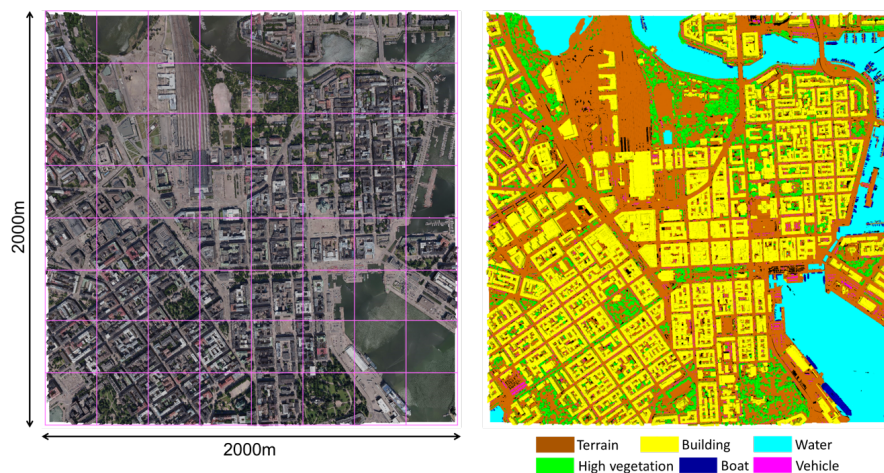 2000m
2000m
Terrain
Building
Water
High vegetation
Boat
Vehicle